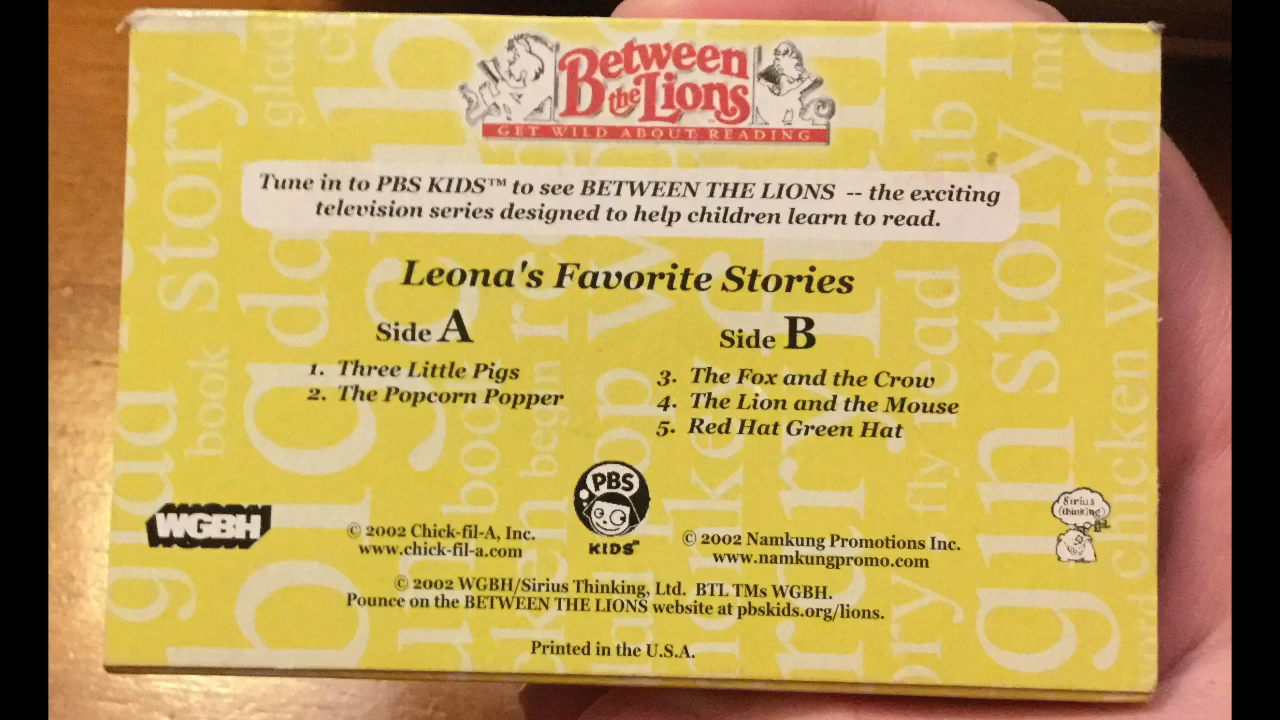 Between
the Lions
GET WILD ABOUT READING
Tune in to PBS KIDS™ to see BETWEEN THE LIONS -- the exciting
television series designed to help children learn to read.
Leona's Favorite Stories
Side A
1. Three Little Pigs
2. The Popcorn Popper
Side B
3. The Fox and the Crow
4. The Lion and the Mouse
5. Red Hat Green Hat
WGBH
© 2002 Chick-fil-A, Inc.
www.chick-fil-a.com
PBS
KIDS
© 2002 Namkung Promotions Inc.
www.namkungpromo.com
Sirius
(thinking)
© 2002 WGBH/Sirius Thinking, Ltd. BTL TMs WGBH.
Pounce on the BETWEEN THE LIONS website at pbskids.org/lions.
Printed in the U.S.A.